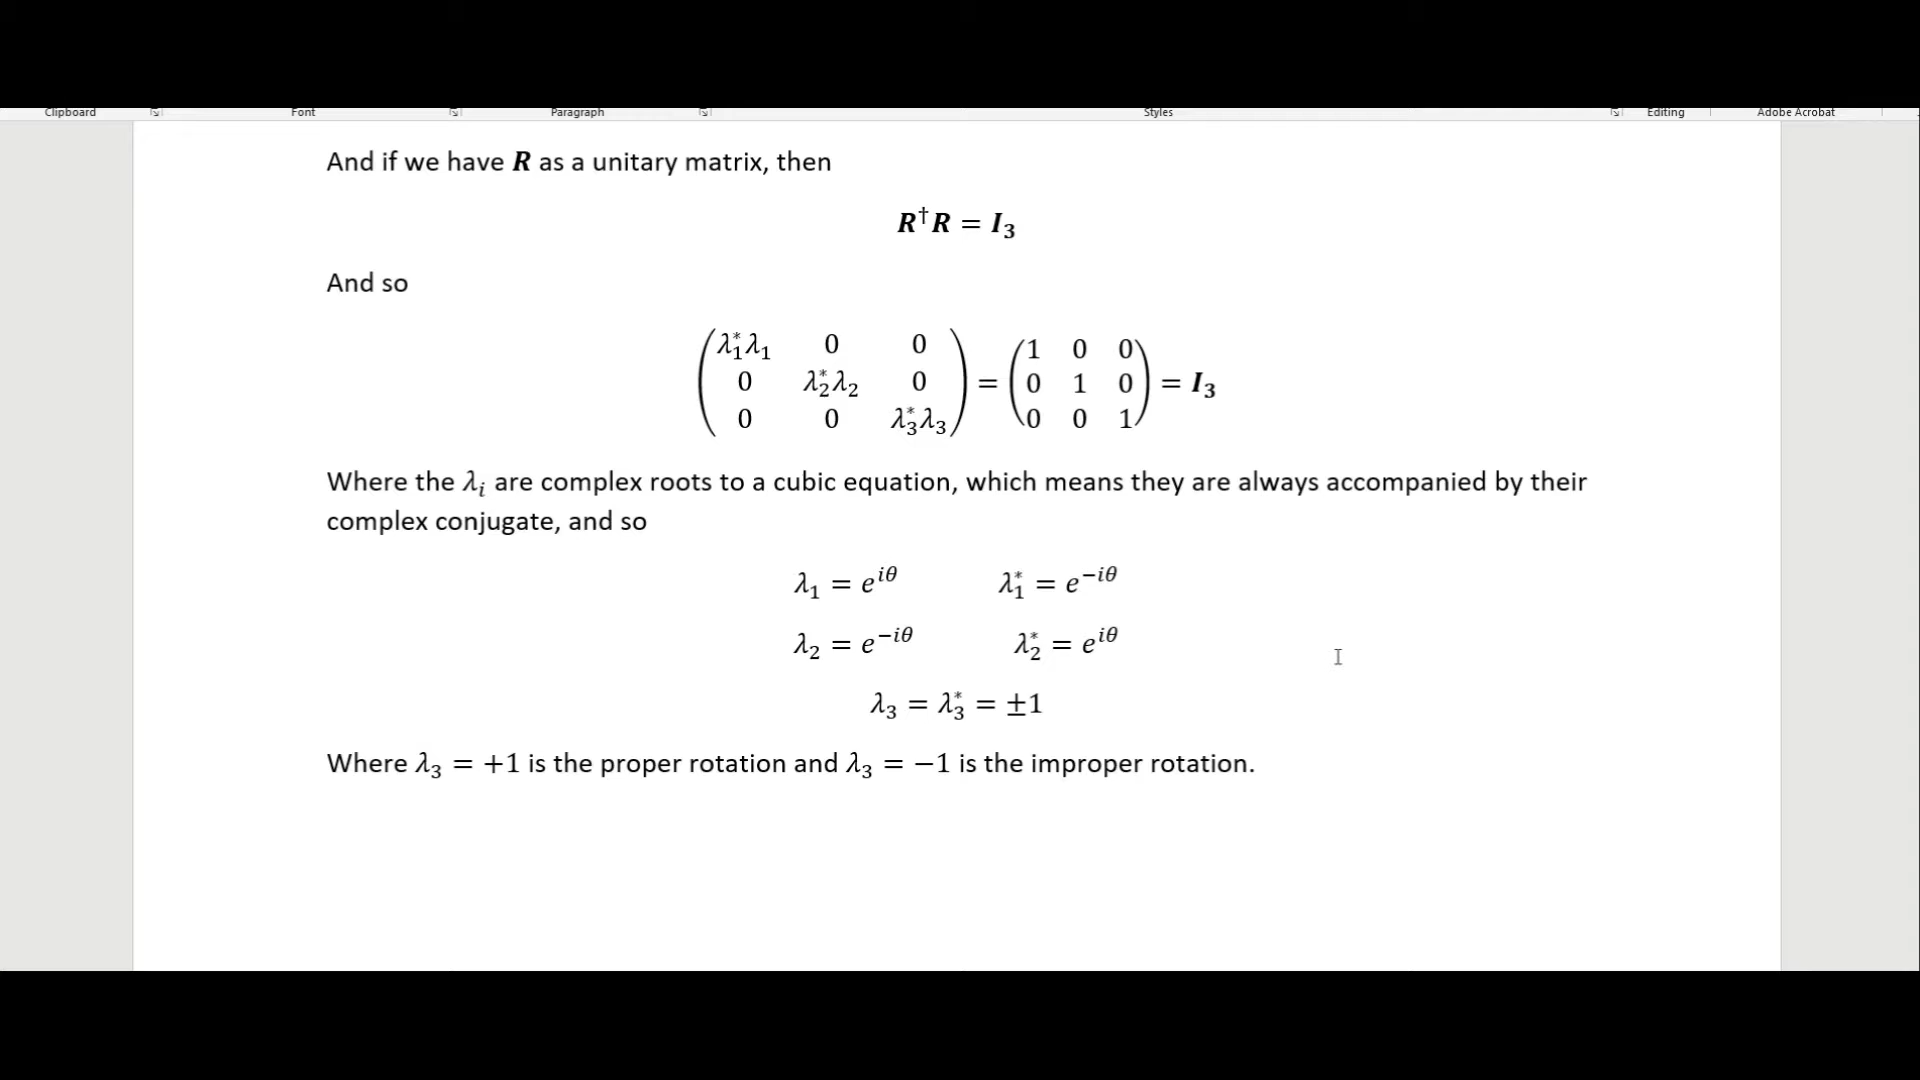 Clipboard Font Paragraph Styles Editing Adobe Acrobat
And if we have R as a unitary matrix, then
R†R = I₃
And so
(λ₁*λ₁ 0 0
0 λ₂*λ₂ 0
0 0 λ₃*λ₃) = (1 0 0
0 1 0
0 0 1) = I₃
Where the λᵢ are complex roots to a cubic equation, which means they are always accompanied by their
complex conjugate, and so
λ₁ = e^{iθ} λ₁* = e^{−iθ}
λ₂ = e^{−iθ} λ₂* = e^{iθ}
λ₃ = λ₃* = ±1
Where λ₃ = +1 is the proper rotation and λ₃ = −1 is the improper rotation.